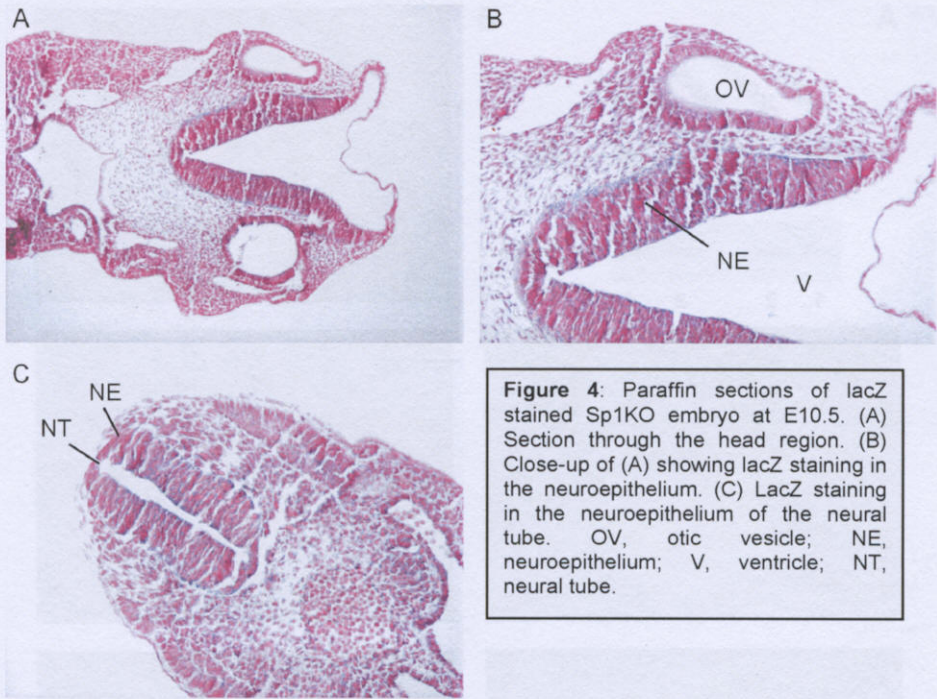 A
B
OV
NE
V
C
NE
NT
Figure 4: Paraffin sections of lacZ
stained Sp1KO embryo at E10.5. (A)
Section through the head region. (B)
Close-up of (A) showing lacZ staining in
the neuroepithelium. (C) LacZ staining
in the neuroepithelium of the neural
tube. OV, otic vesicle; NE,
neuroepithelium; V, ventricle; NT,
neural tube.